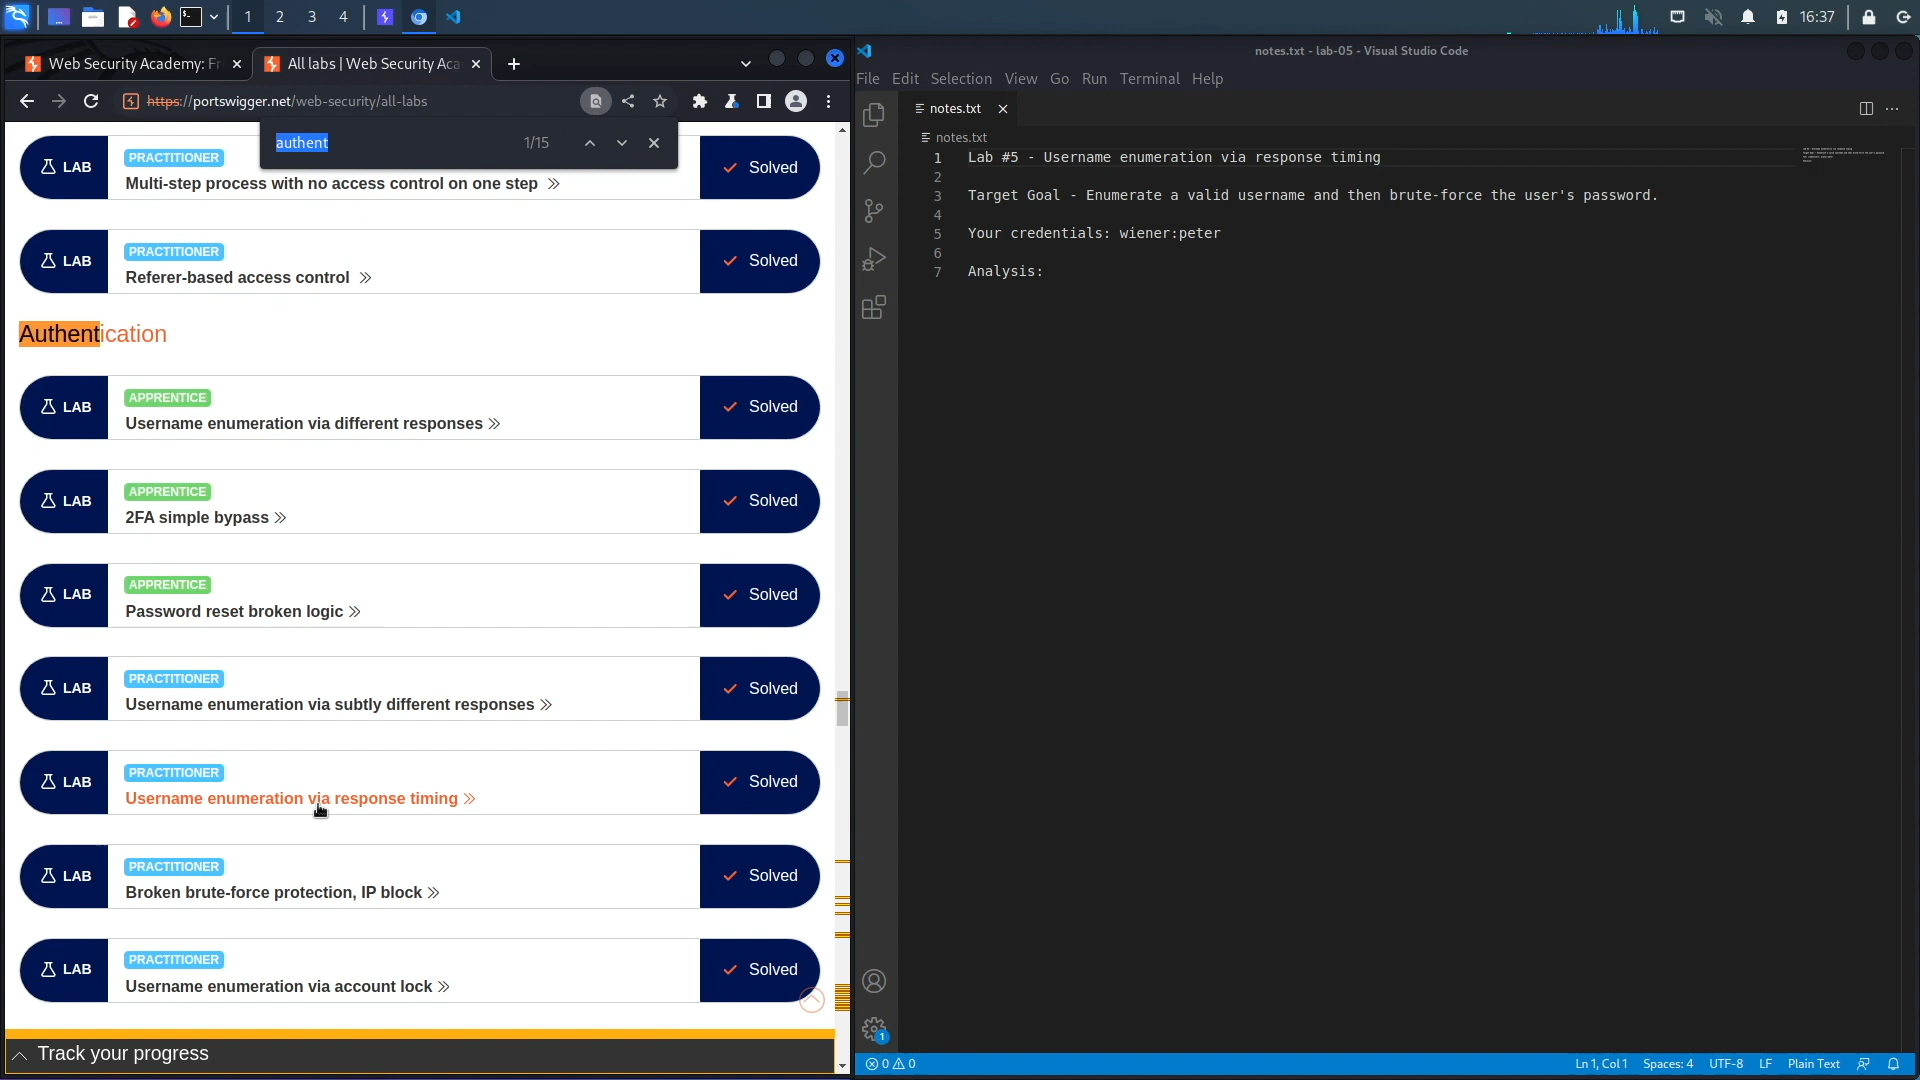 1
2
3
4
16:37
Web Security Academy: Fr
All labs | Web Security Aca
https://portswigger.net/web-security/all-labs
authent
1/15
LAB
PRACTITIONER
Multi-step process with no access control on one step
Solved
LAB
PRACTITIONER
Referer-based access control
Solved
Authentication
LAB
APPRENTICE
Username enumeration via different responses
Solved
LAB
APPRENTICE
2FA simple bypass
Solved
LAB
APPRENTICE
Password reset broken logic
Solved
LAB
PRACTITIONER
Username enumeration via subtly different responses
Solved
LAB
PRACTITIONER
Username enumeration via response timing
Solved
LAB
PRACTITIONER
Broken brute-force protection, IP block
Solved
LAB
PRACTITIONER
Username enumeration via account lock
Solved
Track your progress
notes.txt - lab-05 - Visual Studio Code
File Edit Selection View Go Run Terminal Help
notes.txt
notes.txt
1 Lab #5 - Username enumeration via response timing
2
3 Target Goal - Enumerate a valid username and then brute-force the user's password.
4
5 Your credentials: wiener:peter
6
7 Analysis:
1
0 0
Ln 1, Col 1 Spaces: 4 UTF-8 LF Plain Text